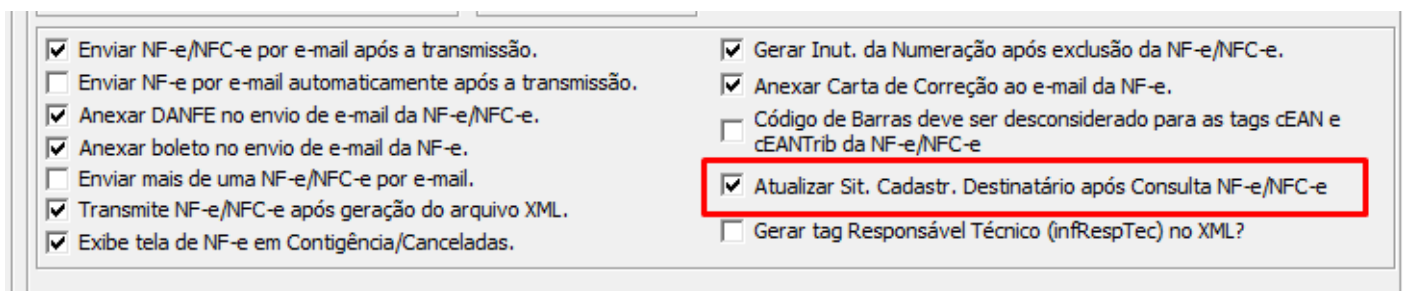 Enviar NF-e/NFC-e por e-mail após a transmissão.
Enviar NF-e por e-mail automaticamente após a transmissão.
Anexar DANFE no envio de e-mail da NF-e/NFC-e.
Anexar boleto no envio de e-mail da NF-e.
Enviar mais de uma NF-e/NFC-e por e-mail.
Transmite NF-e/NFC-e após geração do arquivo XML.
Exibe tela de NF-e em Contigência/Canceladas.
Gerar Inut. da Numeração após exclusão da NF-e/NFC-e.
Anexar Carta de Correção ao e-mail da NF-e.
Código de Barras deve ser desconsiderado para as tags cEAN e
cEANTrib da NF-e/NFC-e
Atualizar Sit. Cadastr. Destinatário após Consulta NF-e/NFC-e
Gerar tag Responsável Técnico (infRespTec) no XML?